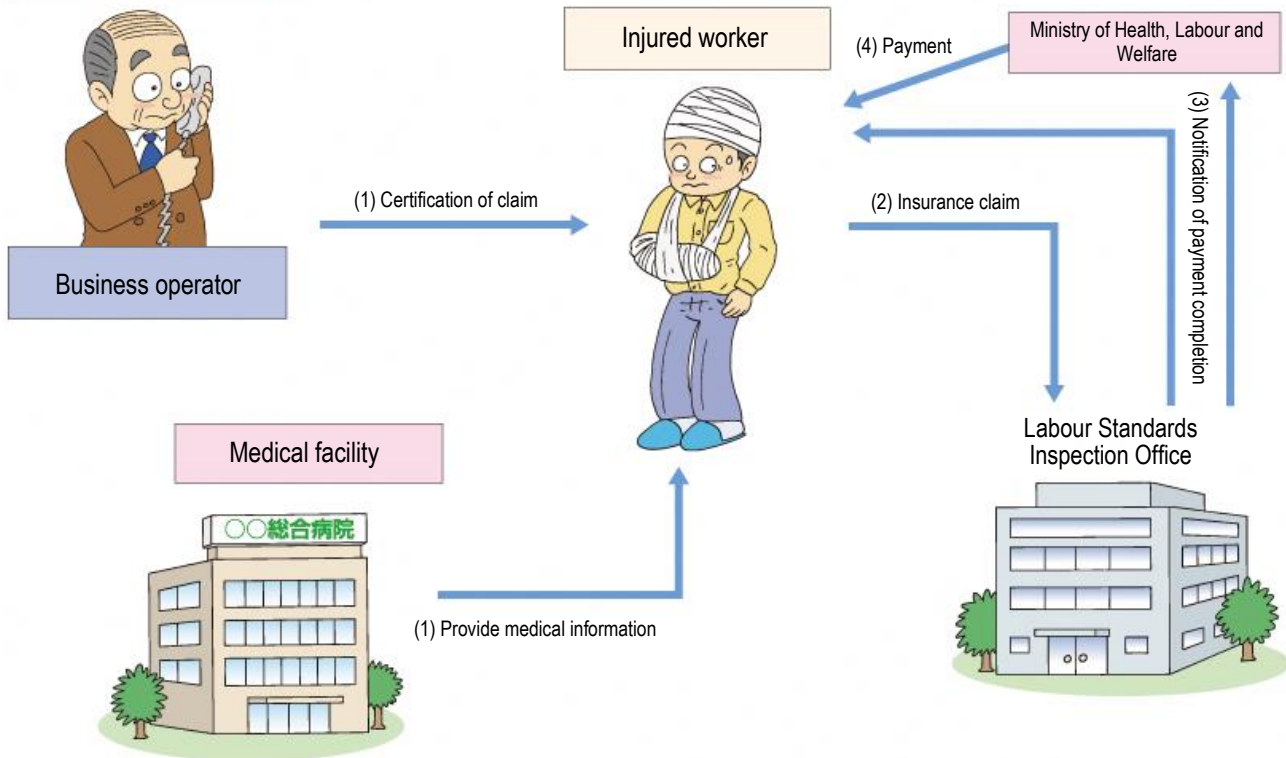 Injured worker
(4) Payment
Ministry of Health, Labour and
Welfare
(3) Notification of payment completion
(1) Certification of claim
(2) Insurance claim
Business operator
Medical facility
Labour Standards
Inspection Office
○○総合病院
(1) Provide medical information